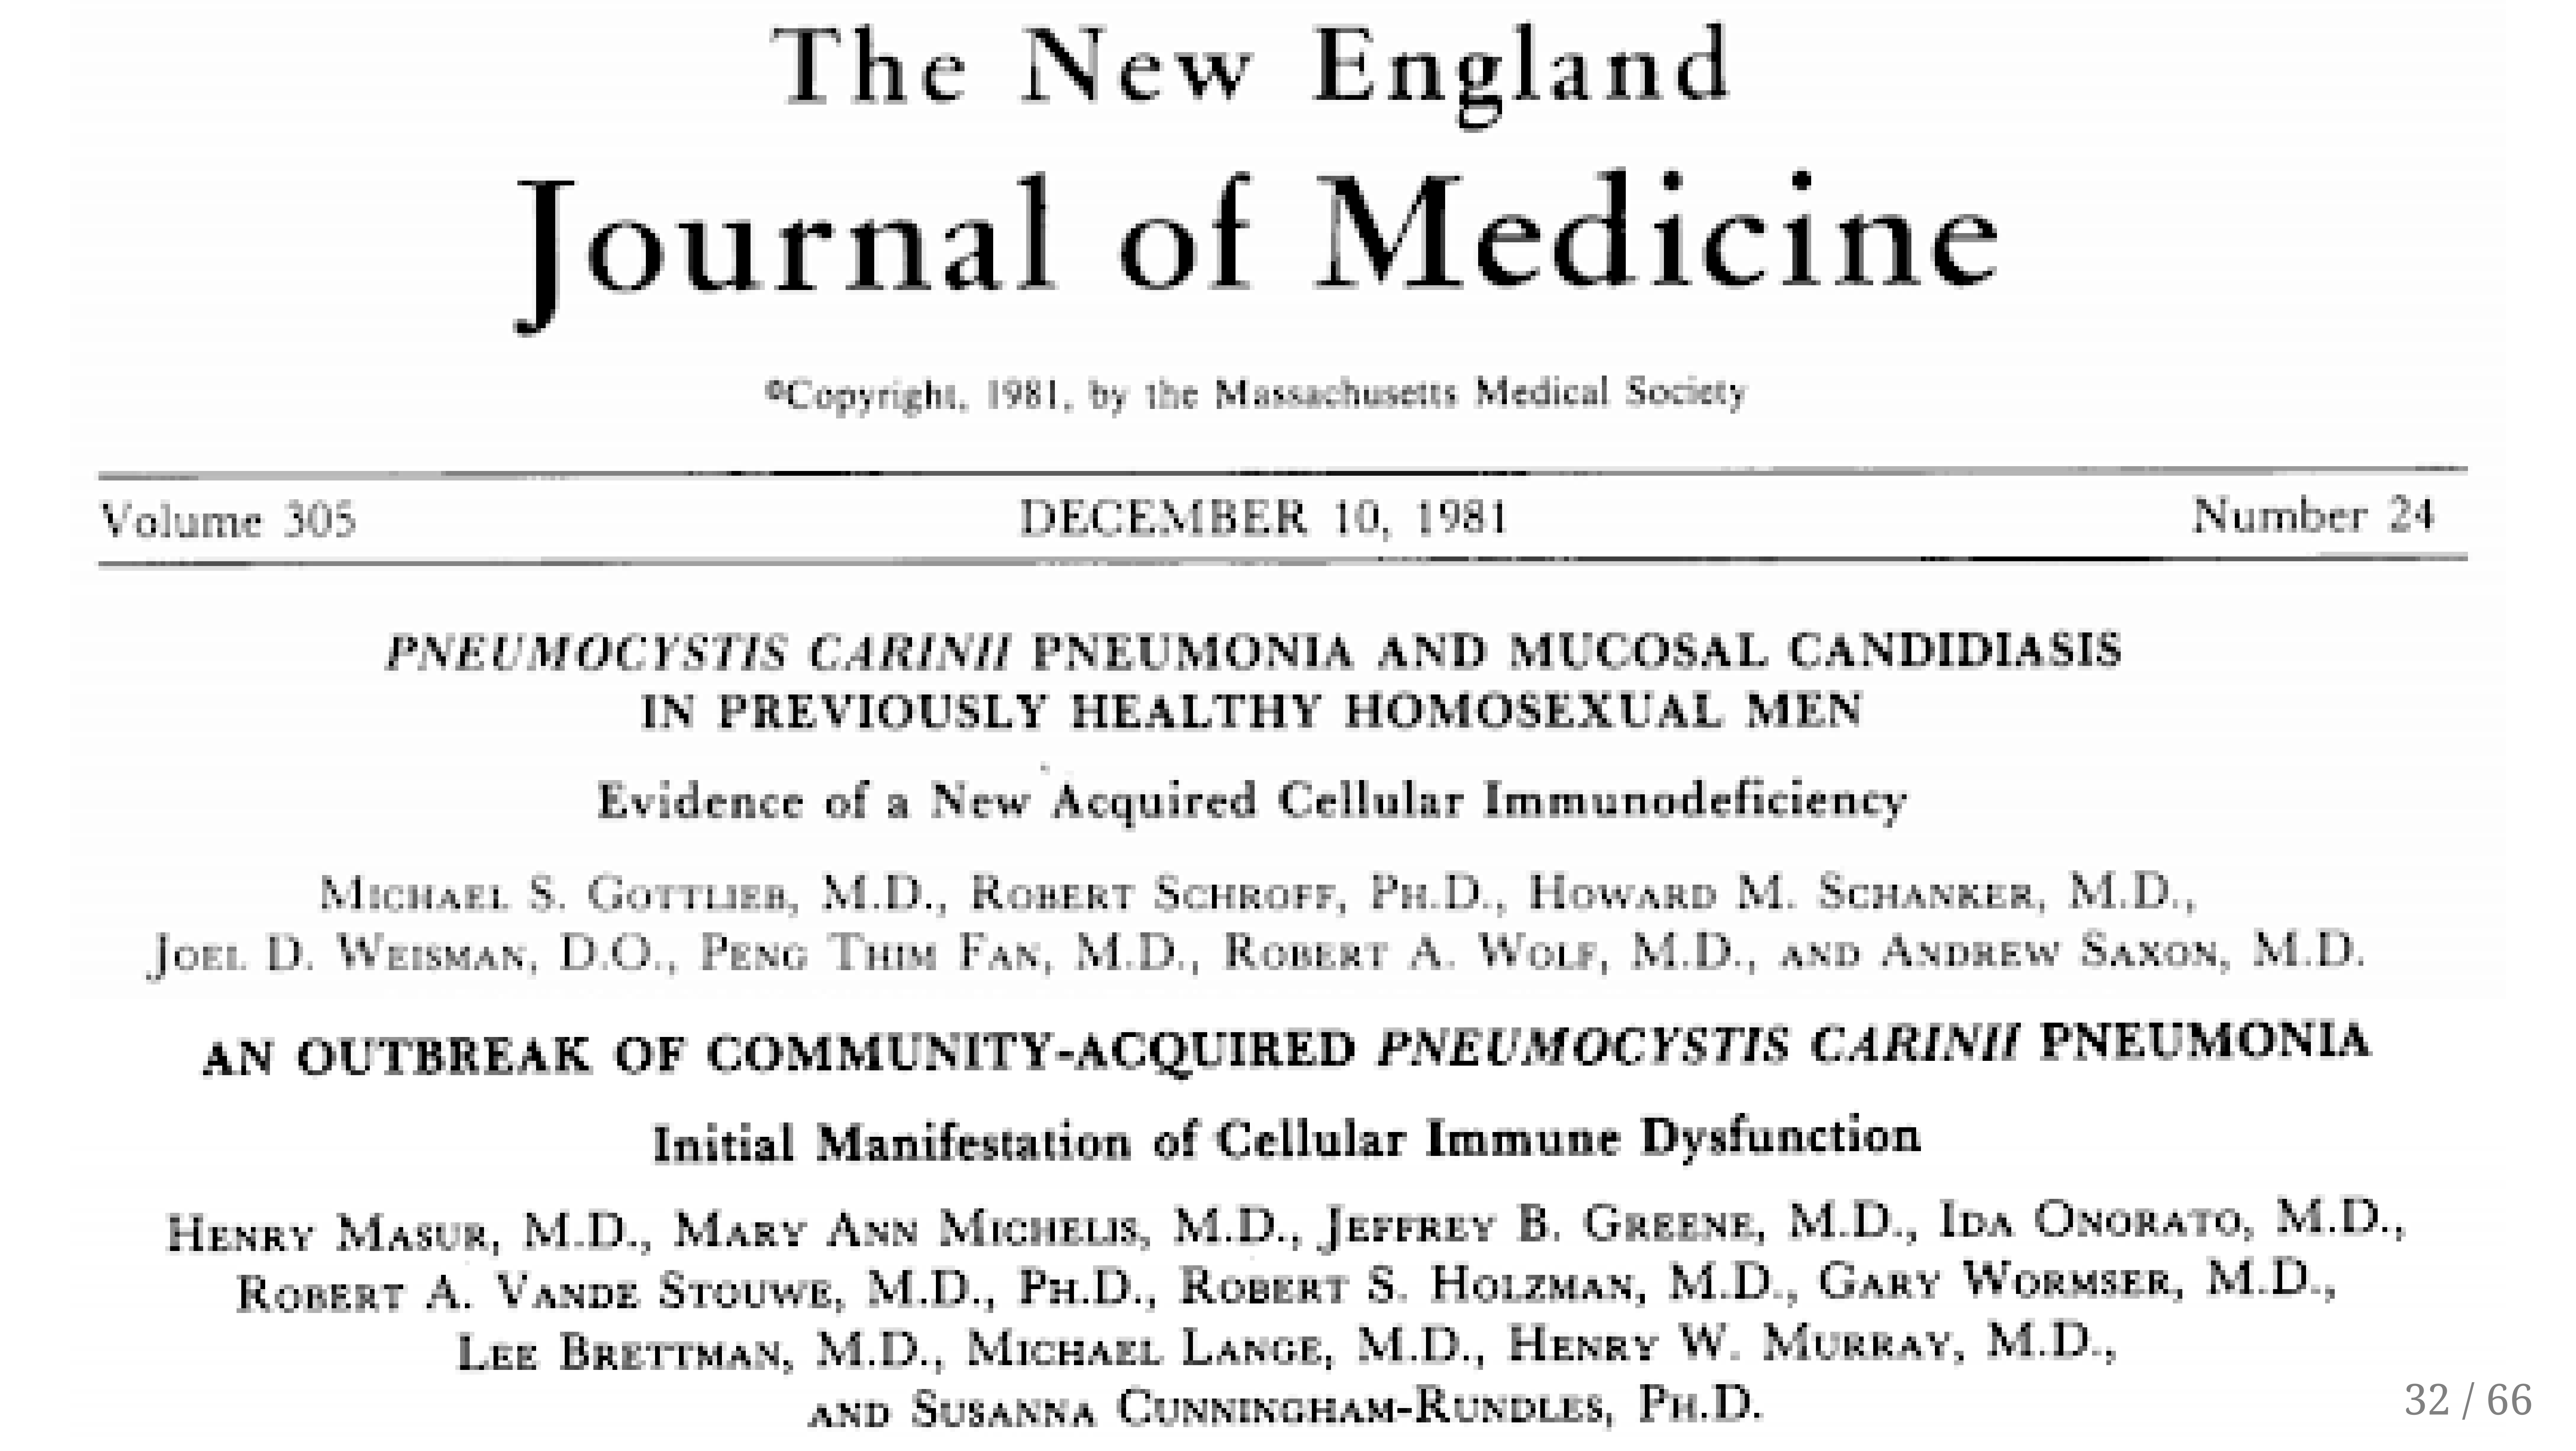 The New England
Journal of Medicine
©Copyright, 1981, by the Massachusetts Medical Society
Volume 305 DECEMBER 10, 1981 Number 24
PNEUMOCYSTIS CARINII PNEUMONIA AND MUCOSAL CANDIDIASIS
IN PREVIOUSLY HEALTHY HOMOSEXUAL MEN
Evidence of a New Acquired Cellular Immunodeficiency
MICHAEL S. GOTTLIEB, M.D., ROBERT SCHROFF, PH.D., HOWARD M. SCHANKER, M.D.,
JOEL D. WEISMAN, D.O., PENG THIM FAN, M.D., ROBERT A. WOLF, M.D., AND ANDREW SAXON, M.D.
AN OUTBREAK OF COMMUNITY-ACQUIRED PNEUMOCYSTIS CARINII PNEUMONIA
Initial Manifestation of Cellular Immune Dysfunction
HENRY MASUR, M.D., MARY ANN MICHELIS, M.D., JEFFREY B. GREENE, M.D., IDA ONORATO, M.D.,
ROBERT A. VANDE STOUWE, M.D., PH.D., ROBERT S. HOLZMAN, M.D., GARY WORMSER, M.D.,
LEE BRETTMAN, M.D., MICHAEL LANGE, M.D., HENRY W. MURRAY, M.D.,
AND SUSANNA CUNNINGHAM-RUNDLES, PH.D.
32 / 66